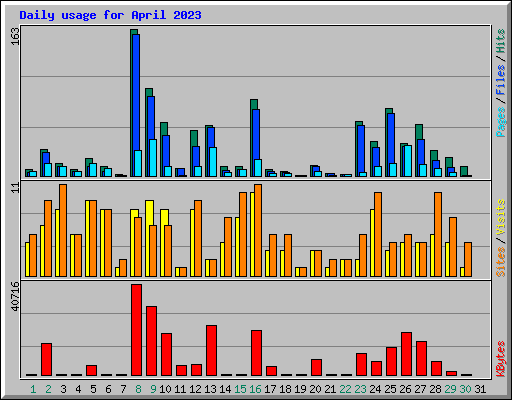 Daily usage for April 2023
163
Pages / Files / Hits
11
Sites / Visits
40716
KBytes
1 2 3 4 5 6 7 8 9 10 11 12 13 14 15 16 17 18 19 20 21 22 23 24 25 26 27 28 29 30 31